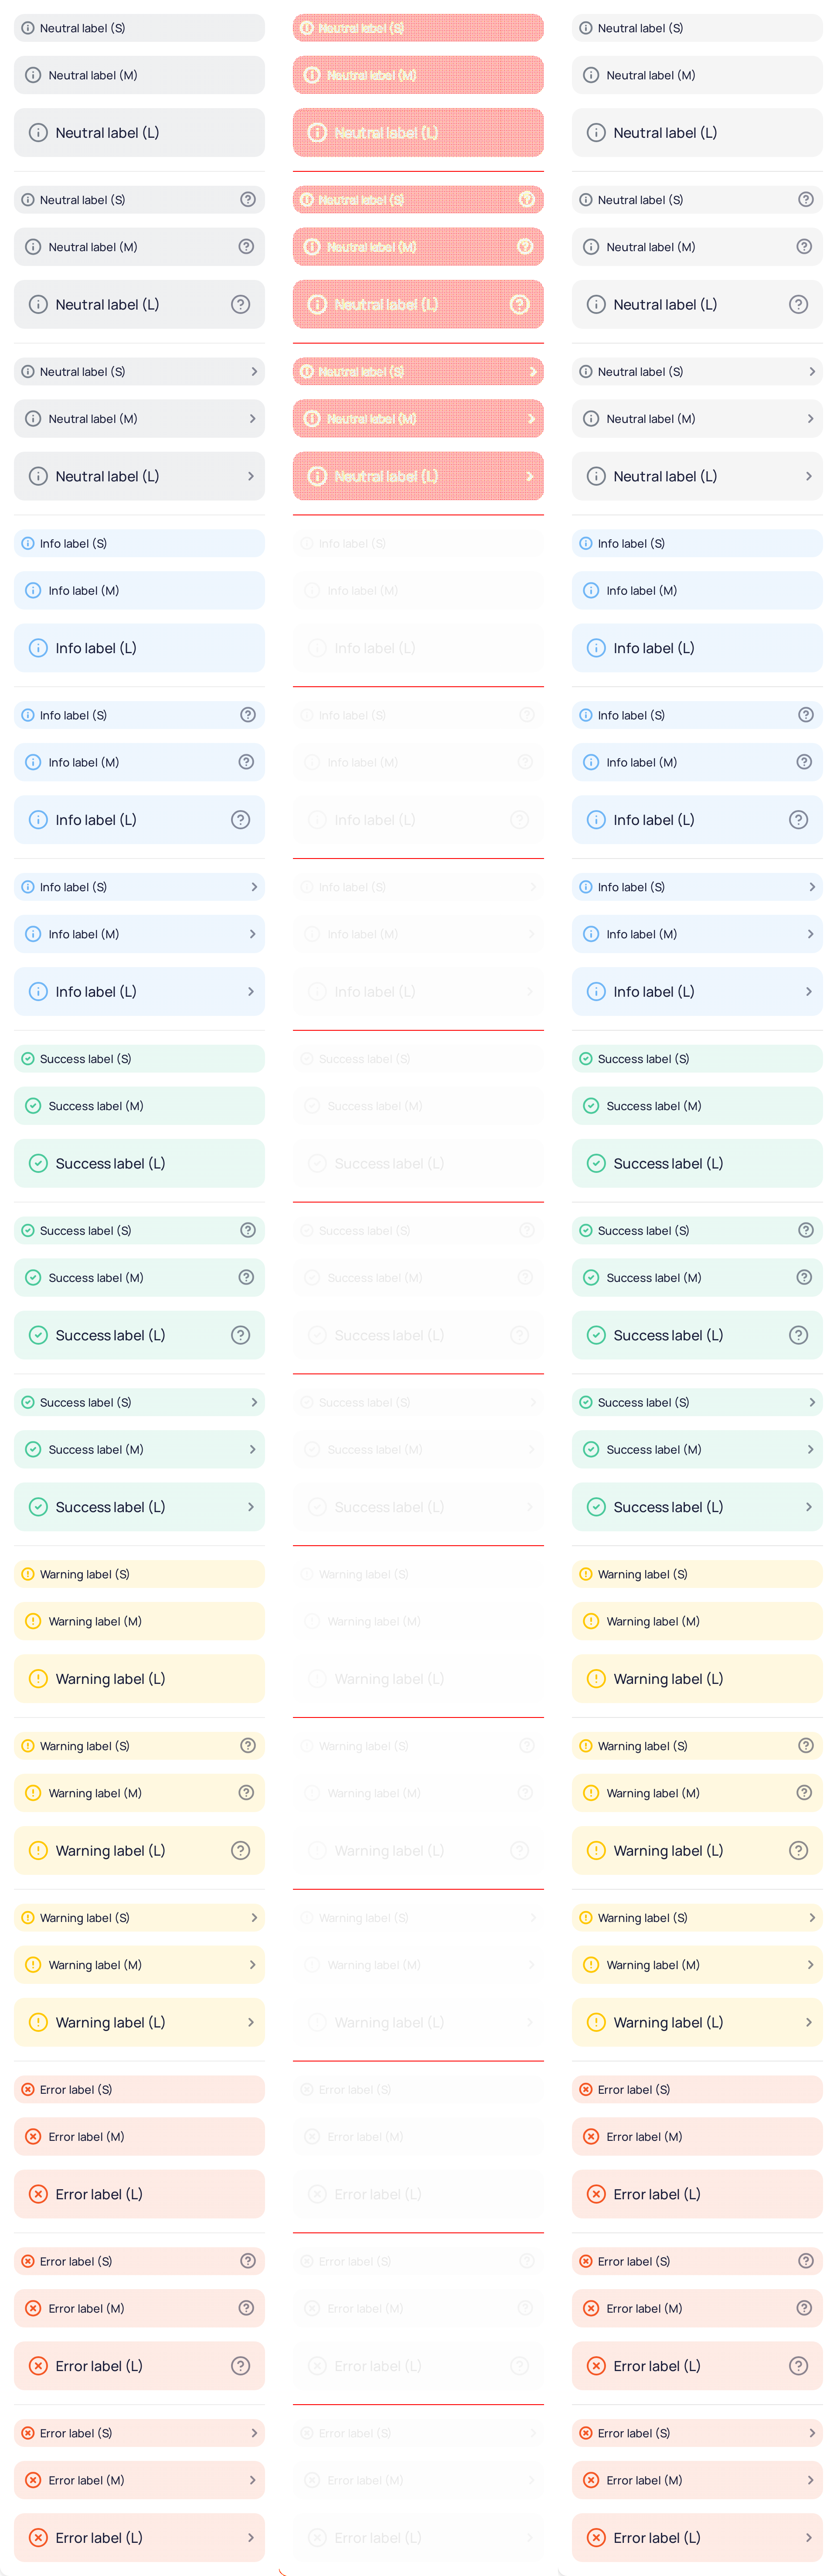 Neutral label (S) Neutral label (S) Neutral label (S)
Neutral label (M) Neutral label (M) Neutral label (M)
Neutral label (L) Neutral label (L) Neutral label (L)
Neutral label (S) Neutral label (S) Neutral label (S)
Neutral label (M) Neutral label (M) Neutral label (M)
Neutral label (L) Neutral label (L) Neutral label (L)
Neutral label (S) Neutral label (S) Neutral label (S)
Neutral label (M) Neutral label (M) Neutral label (M)
Neutral label (L) Neutral label (L) Neutral label (L)
Info label (S) Info label (S) Info label (S)
Info label (M) Info label (M) Info label (M)
Info label (L) Info label (L) Info label (L)
Info label (S) Info label (S) Info label (S)
Info label (M) Info label (M) Info label (M)
Info label (L) Info label (L) Info label (L)
Info label (S) Info label (S) Info label (S)
Info label (M) Info label (M) Info label (M)
Info label (L) Info label (L) Info label (L)
Success label (S) Success label (S) Success label (S)
Success label (M) Success label (M) Success label (M)
Success label (L) Success label (L) Success label (L)
Success label (S) Success label (S) Success label (S)
Success label (M) Success label (M) Success label (M)
Success label (L) Success label (L) Success label (L)
Success label (S) Success label (S) Success label (S)
Success label (M) Success label (M) Success label (M)
Success label (L) Success label (L) Success label (L)
Warning label (S) Warning label (S) Warning label (S)
Warning label (M) Warning label (M) Warning label (M)
Warning label (L) Warning label (L) Warning label (L)
Warning label (S) Warning label (S) Warning label (S)
Warning label (M) Warning label (M) Warning label (M)
Warning label (L) Warning label (L) Warning label (L)
Warning label (S) Warning label (S) Warning label (S)
Warning label (M) Warning label (M) Warning label (M)
Warning label (L) Warning label (L) Warning label (L)
Error label (S) Error label (S) Error label (S)
Error label (M) Error label (M) Error label (M)
Error label (L) Error label (L) Error label (L)
Error label (S) Error label (S) Error label (S)
Error label (M) Error label (M) Error label (M)
Error label (L) Error label (L) Error label (L)
Error label (S) Error label (S) Error label (S)
Error label (M) Error label (M) Error label (M)
Error label (L) Error label (L) Error label (L)